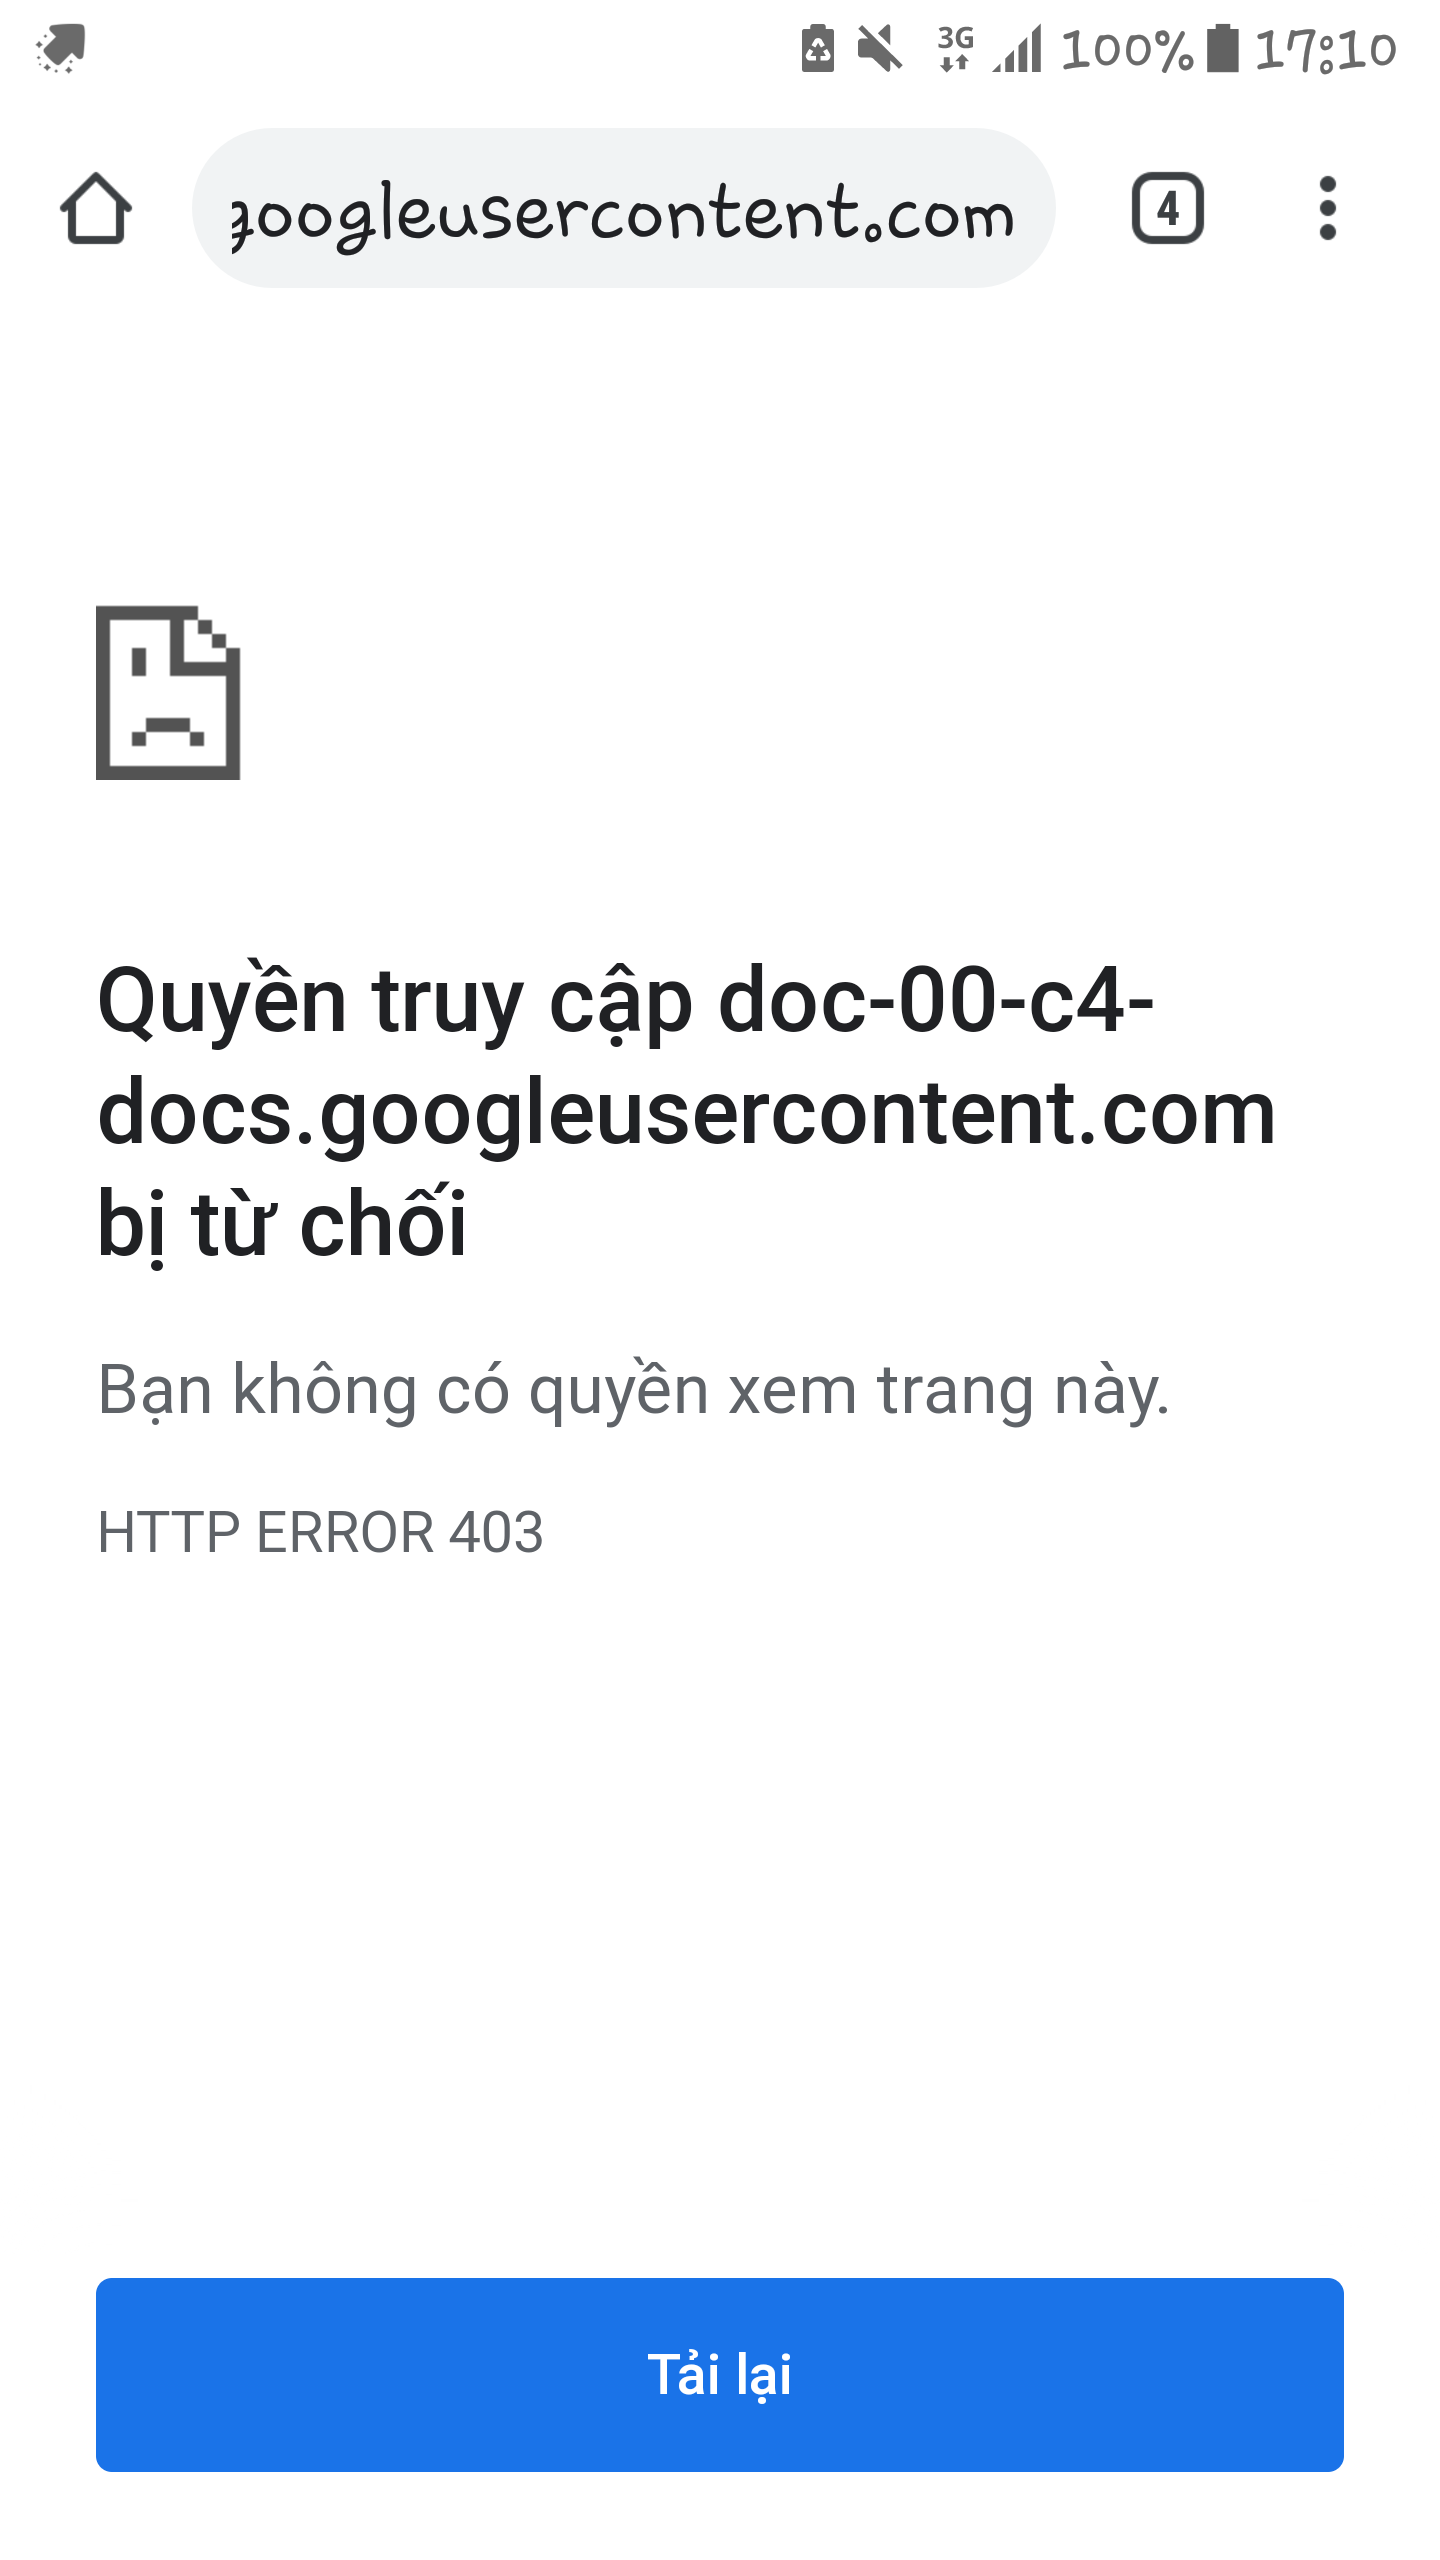 3G 100% 17:10
googleusercontent.com
4
Quyền truy cập doc-00-c4-
docs.googleusercontent.com
bị từ chối
Bạn không có quyền xem trang này.
HTTP ERROR 403
Tải lại